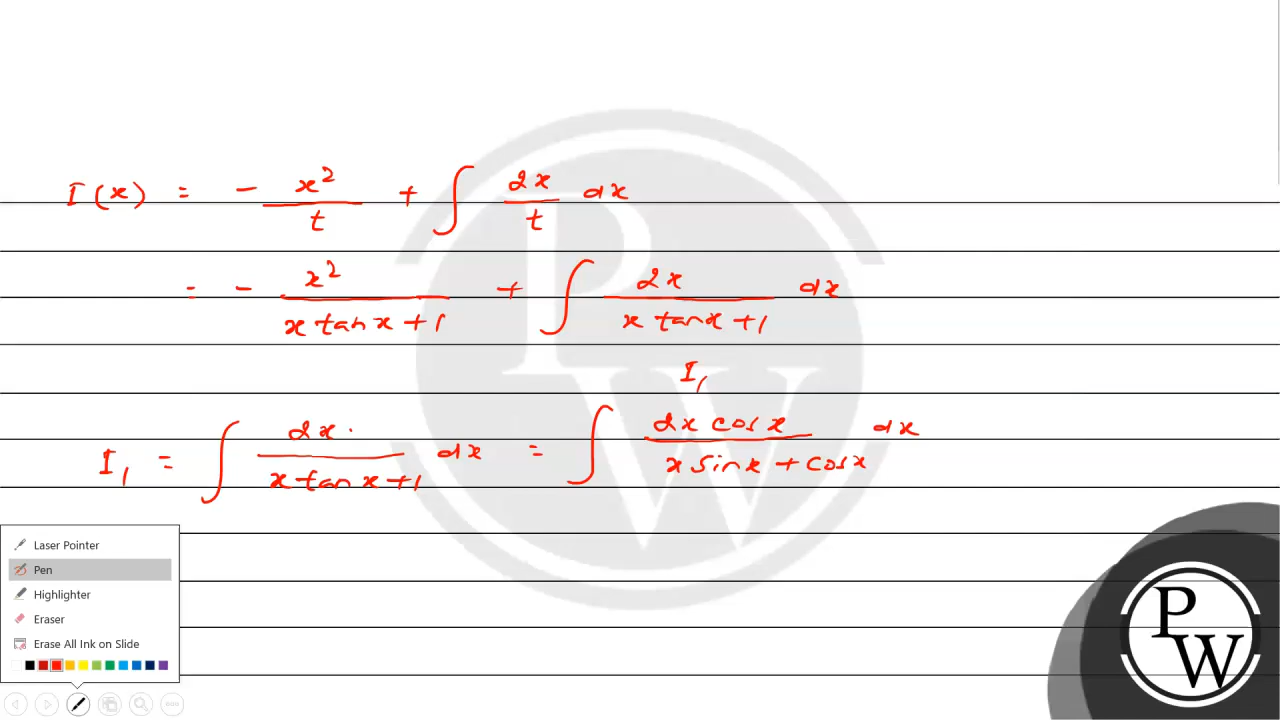 I(x) = - x²/t + ∫ 2x/t dx
= - x²/(x tan x + 1) + ∫ 2x/(x tan x + 1) dx
I₁
I₁ = ∫ 2x·/(x tan x + 1) dx = ∫ 2x cos x/(x sin x + cos x) dx
Laser Pointer
Pen
Highlighter
Eraser
Erase All Ink on Slide
P
W
P
W